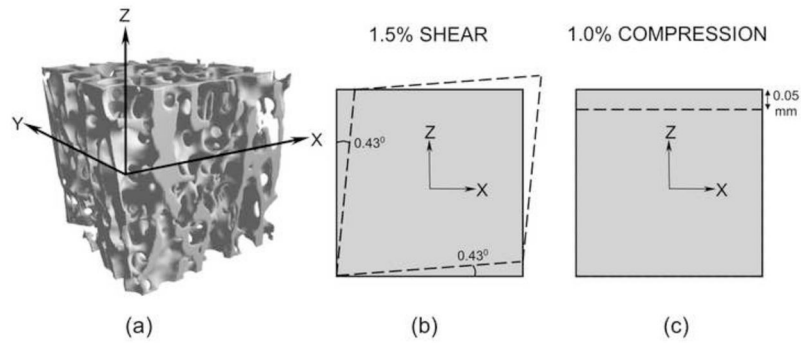 1.5% SHEAR
1.0% COMPRESSION
Z
Y
X
0.43⁰
Z
X
0.43⁰
0.05
mm
Z
X
(a)
(b)
(c)